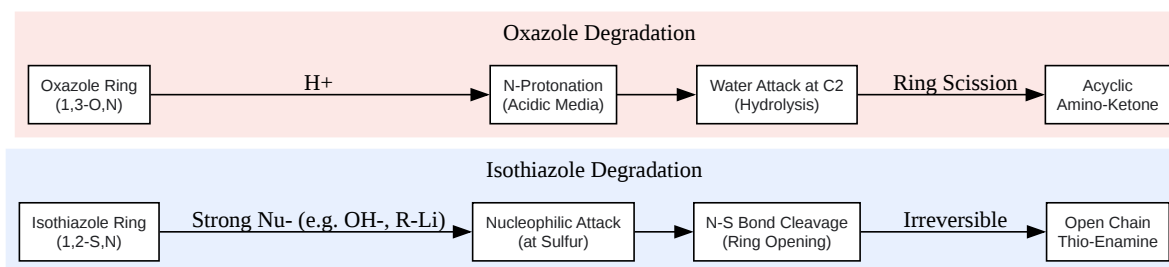 Oxazole Degradation
Oxazole Ring
(1,3-O,N)
H+
N-Protonation
(Acidic Media)
Water Attack at C2
(Hydrolysis)
Ring Scission
Acyclic
Amino-Ketone
Isothiazole Degradation
Isothiazole Ring
(1,2-S,N)
Strong Nu- (e.g. OH-, R-Li)
Nucleophilic Attack
(at Sulfur)
N-S Bond Cleavage
(Ring Opening)
Irreversible
Open Chain
Thio-Enamine